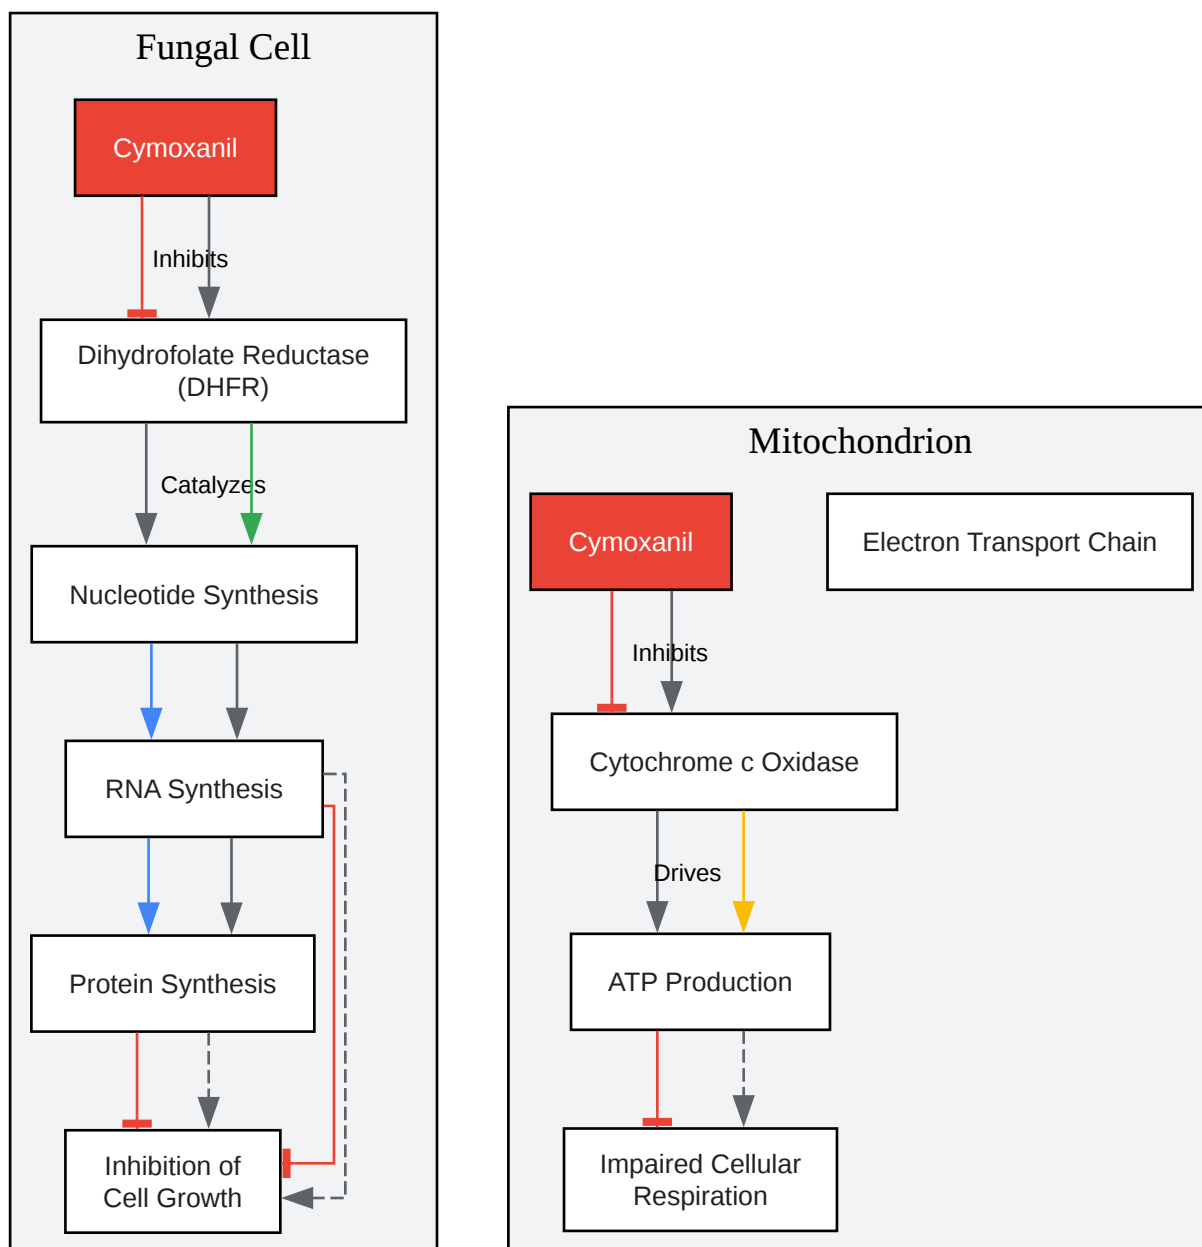 Fungal Cell
Cymoxanil
Inhibits
Dihydrofolate Reductase
(DHFR)
Catalyzes
Nucleotide Synthesis
RNA Synthesis
Protein Synthesis
Inhibition of
Cell Growth
Mitochondrion
Cymoxanil
Electron Transport Chain
Inhibits
Cytochrome c Oxidase
Drives
ATP Production
Impaired Cellular
Respiration